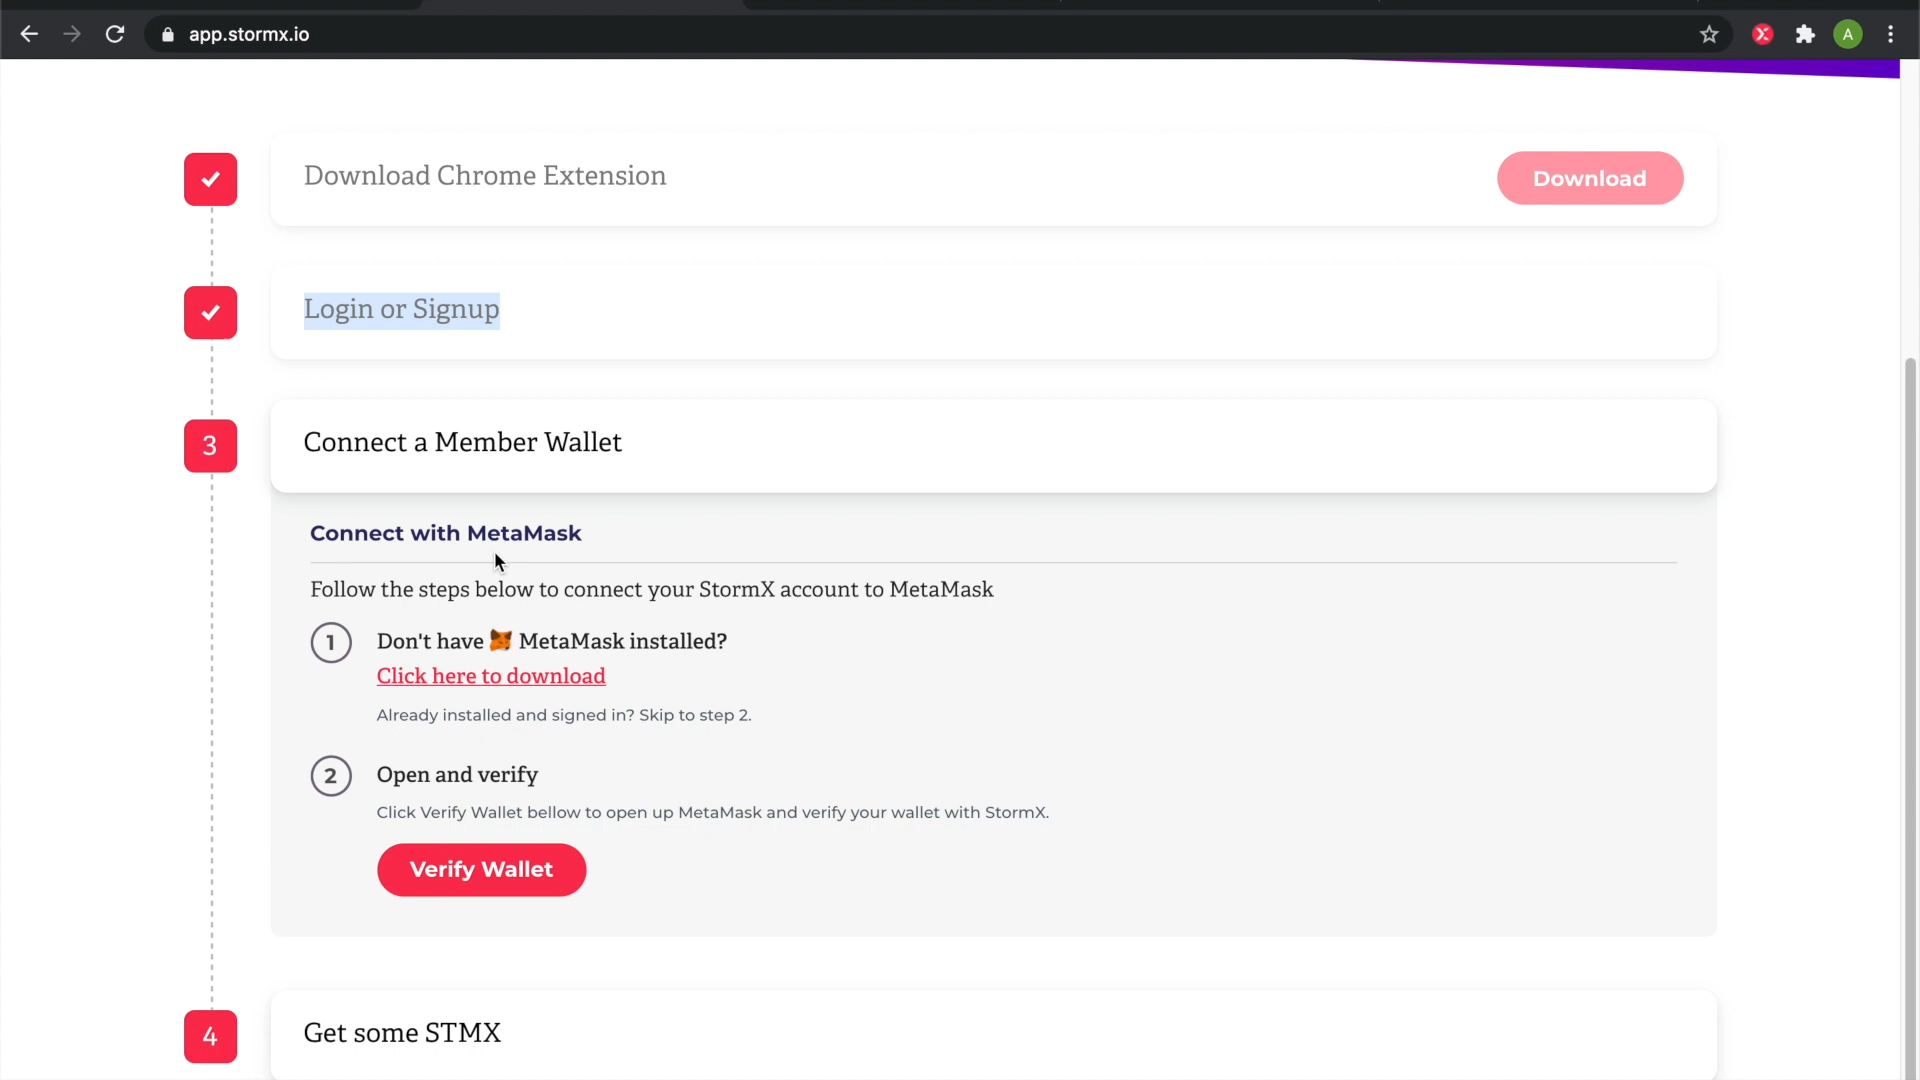 app.stormx.io
A
Download Chrome Extension
Download
Login or Signup
3
Connect a Member Wallet
Connect with MetaMask
Follow the steps below to connect your StormX account to MetaMask
1
Don't have MetaMask installed?
Click here to download
Already installed and signed in? Skip to step 2.
2
Open and verify
Click Verify Wallet bellow to open up MetaMask and verify your wallet with StormX.
Verify Wallet
4
Get some STMX